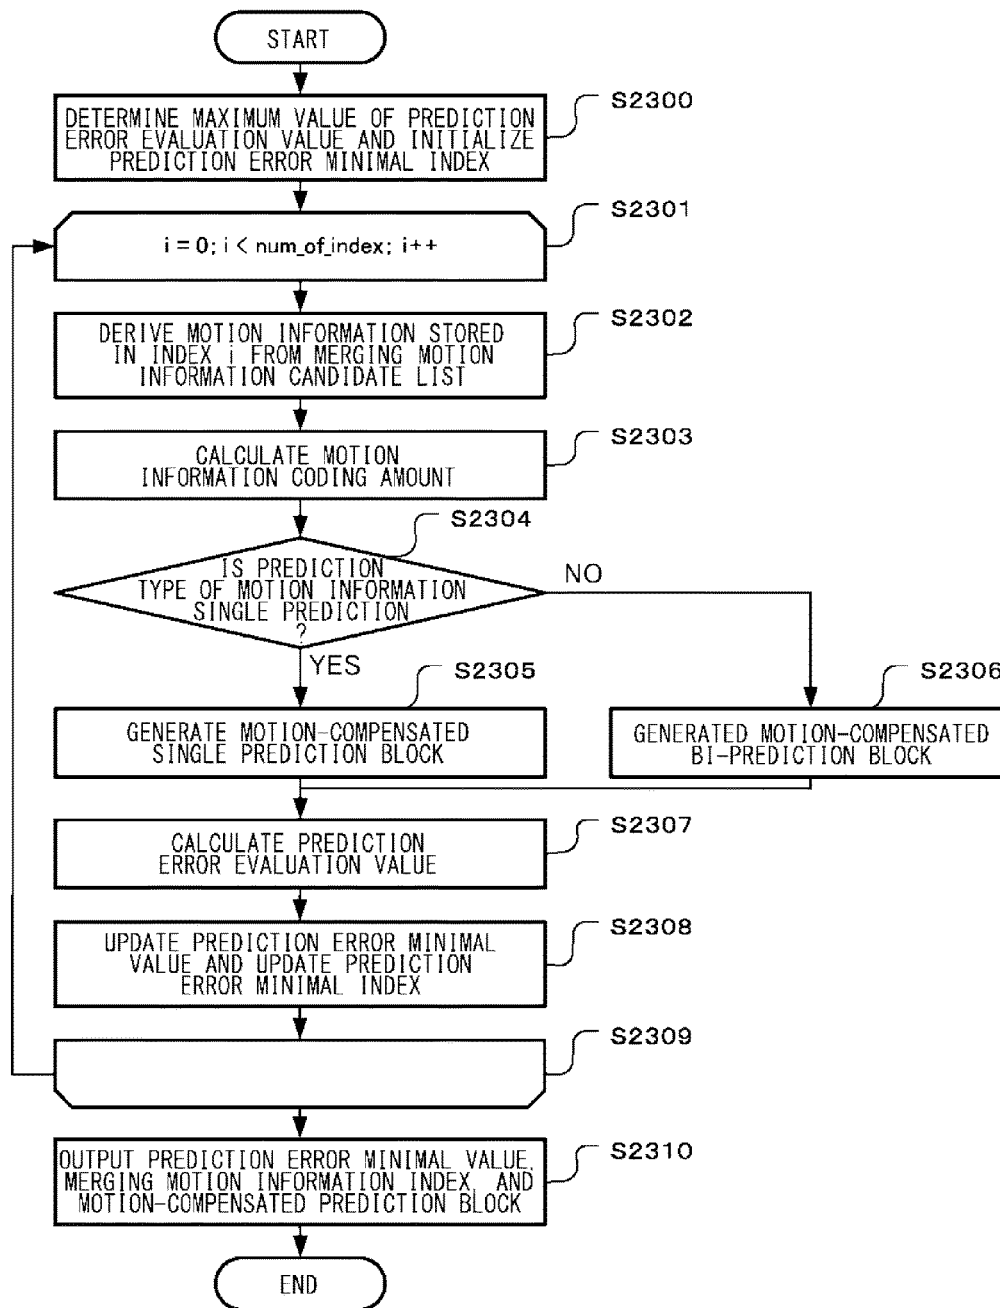 START
S2300
DETERMINE MAXIMUM VALUE OF PREDICTION
ERROR EVALUATION VALUE AND INITIALIZE
PREDICTION ERROR MINIMAL INDEX
S2301
i = 0; i < num_of_index; i++
S2302
DERIVE MOTION INFORMATION STORED
IN INDEX i FROM MERGING MOTION
INFORMATION CANDIDATE LIST
S2303
CALCULATE MOTION
INFORMATION CODING AMOUNT
S2304
IS PREDICTION
TYPE OF MOTION INFORMATION
SINGLE PREDICTION
?
NO
YES
S2305
S2306
GENERATE MOTION-COMPENSATED
SINGLE PREDICTION BLOCK
GENERATED MOTION-COMPENSATED
BI-PREDICTION BLOCK
S2307
CALCULATE PREDICTION
ERROR EVALUATION VALUE
S2308
UPDATE PREDICTION ERROR MINIMAL
VALUE AND UPDATE PREDICTION
ERROR MINIMAL INDEX
S2309
S2310
OUTPUT PREDICTION ERROR MINIMAL VALUE,
MERGING MOTION INFORMATION INDEX, AND
MOTION-COMPENSATED PREDICTION BLOCK
END